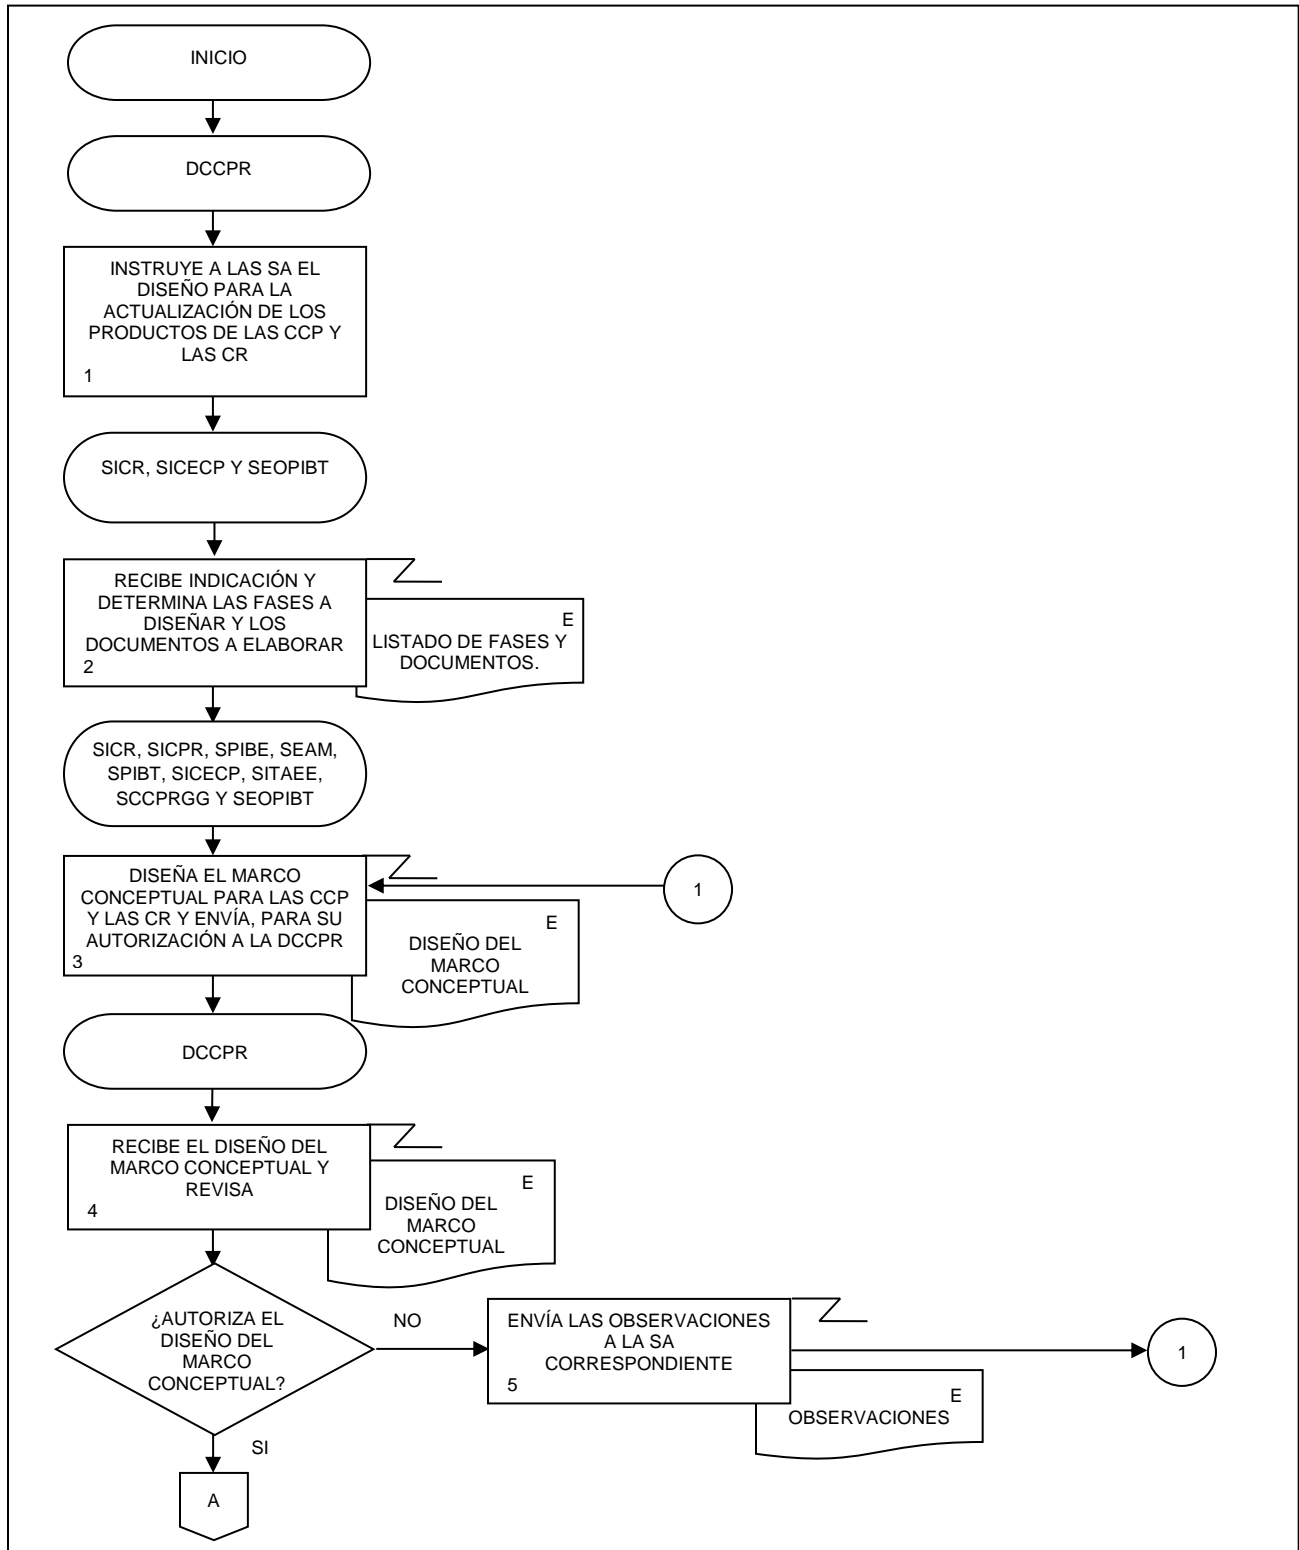 INICIO
DCCPR
INSTRUYE A LAS SA EL
DISEÑO PARA LA
ACTUALIZACIÓN DE LOS
PRODUCTOS DE LAS CCP Y
LAS CR
1
SICR, SICECP Y SEOPIBT
RECIBE INDICACIÓN Y
DETERMINA LAS FASES A
DISEÑAR Y LOS
DOCUMENTOS A ELABORAR
2
E
LISTADO DE FASES Y
DOCUMENTOS.
SICR, SICPR, SPIBE, SEAM,
SPIBT, SICECP, SITAEE,
SCCPRGG Y SEOPIBT
DISEÑA EL MARCO
CONCEPTUAL PARA LAS CCP
Y LAS CR Y ENVÍA, PARA SU
AUTORIZACIÓN A LA DCCPR
3
1
E
DISEÑO DEL
MARCO
CONCEPTUAL
DCCPR
RECIBE EL DISEÑO DEL
MARCO CONCEPTUAL Y
REVISA
4
E
DISEÑO DEL
MARCO
CONCEPTUAL
¿AUTORIZA EL
DISEÑO DEL
MARCO
CONCEPTUAL?
NO
ENVÍA LAS OBSERVACIONES
A LA SA
CORRESPONDIENTE
5
1
E
OBSERVACIONES
SI
A